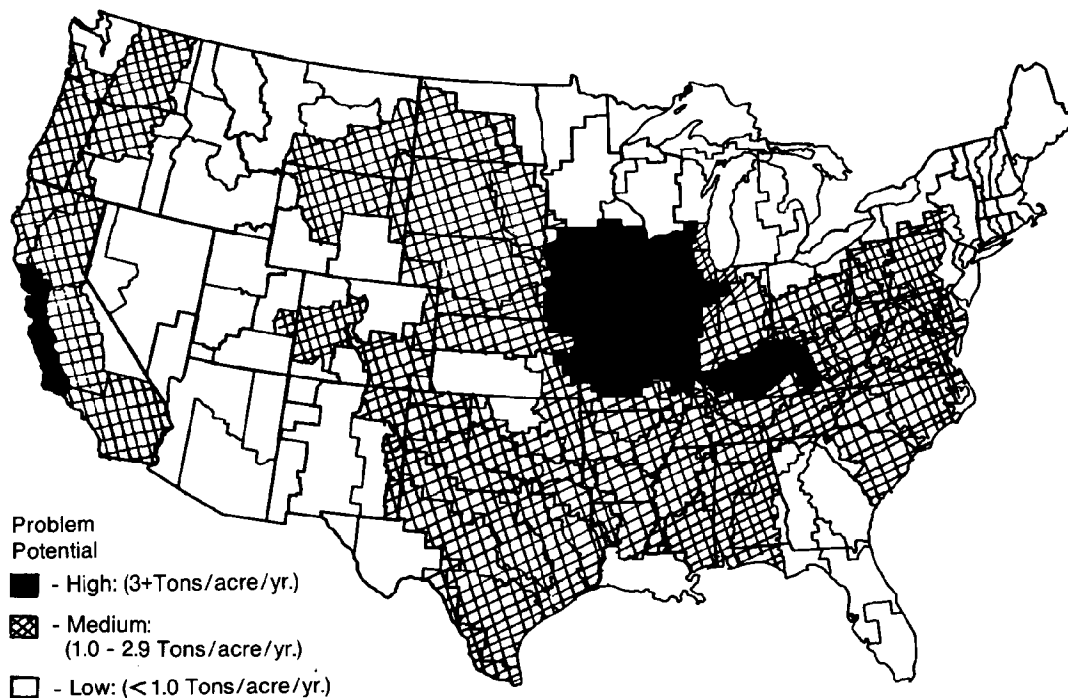 Problem
Potential
- High: (3+Tons/acre/yr.)
- Medium:
(1.0 - 2.9 Tons/acre/yr.)
- Low: (<1.0 Tons/acre/yr.)